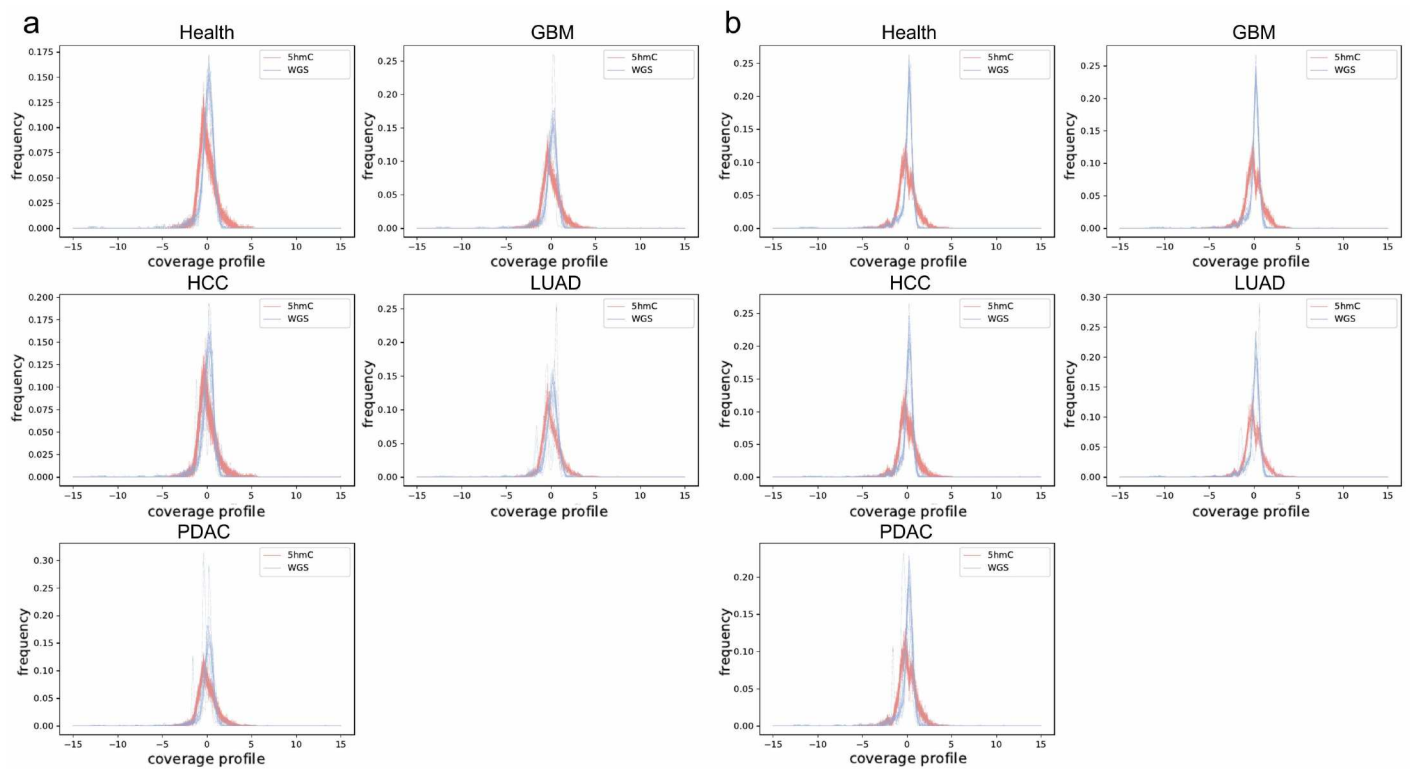 a
b
Health
GBM
Health
GBM
5hmC
WGS
5hmC
WGS
5hmC
WGS
5hmC
WGS
frequency
frequency
frequency
frequency
0.175
0.150
0.125
0.100
0.075
0.050
0.025
0.000
0.25
0.20
0.15
0.10
0.05
0.00
0.25
0.20
0.15
0.10
0.05
0.00
0.25
0.20
0.15
0.10
0.05
0.00
−15 −10 −5 0 5 10 15
−15 −10 −5 0 5 10 15
−15 −10 −5 0 5 10 15
−15 −10 −5 0 5 10 15
coverage profile
coverage profile
coverage profile
coverage profile
HCC
LUAD
HCC
LUAD
5hmC
WGS
5hmC
WGS
5hmC
WGS
5hmC
WGS
frequency
frequency
frequency
frequency
0.200
0.175
0.150
0.125
0.100
0.075
0.050
0.025
0.000
0.25
0.20
0.15
0.10
0.05
0.00
0.25
0.20
0.15
0.10
0.05
0.00
0.30
0.25
0.20
0.15
0.10
0.05
0.00
−15 −10 −5 0 5 10 15
−15 −10 −5 0 5 10 15
−15 −10 −5 0 5 10 15
−15 −10 −5 0 5 10 15
coverage profile
coverage profile
coverage profile
coverage profile
PDAC
PDAC
5hmC
WGS
5hmC
WGS
frequency
frequency
0.30
0.25
0.20
0.15
0.10
0.05
0.00
0.20
0.15
0.10
0.05
0.00
−15 −10 −5 0 5 10 15
−15 −10 −5 0 5 10 15
coverage profile
coverage profile